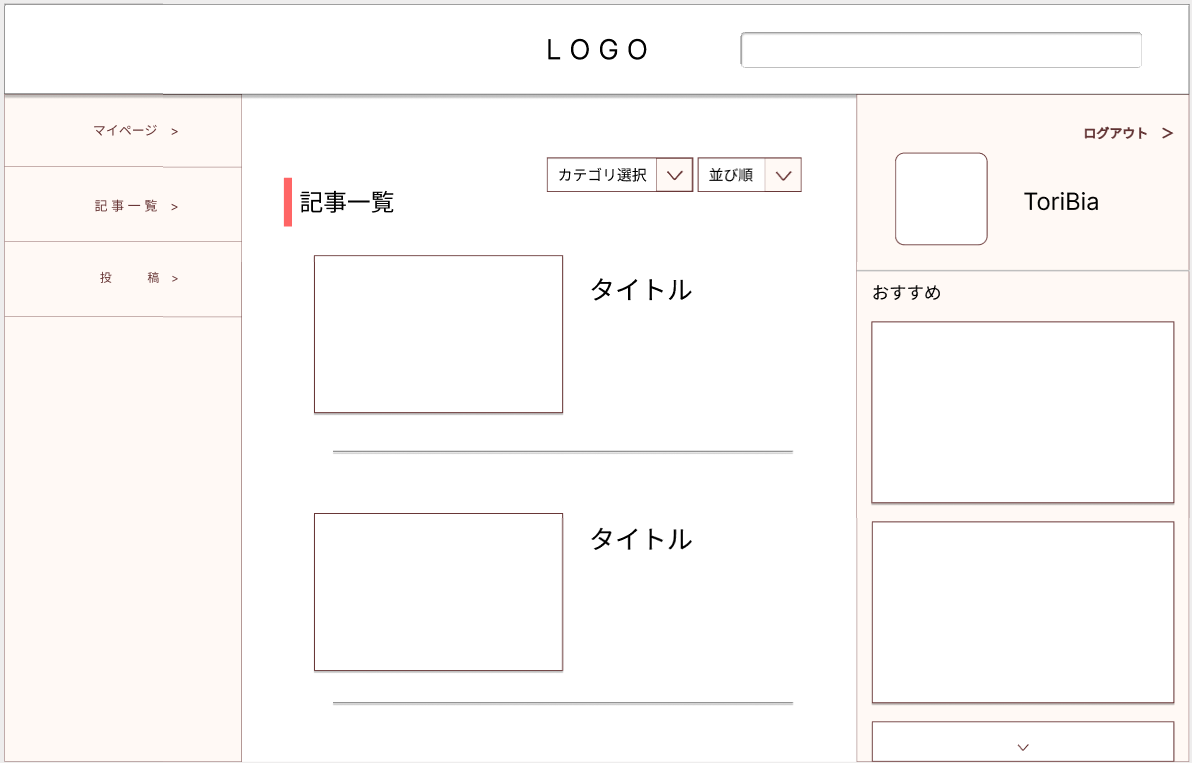 LOGO
マイページ >
記事一覧 >
投 稿 >
カテゴリ選択
並び順
記事一覧
タイトル
タイトル
ログアウト >
ToriBia
おすすめ